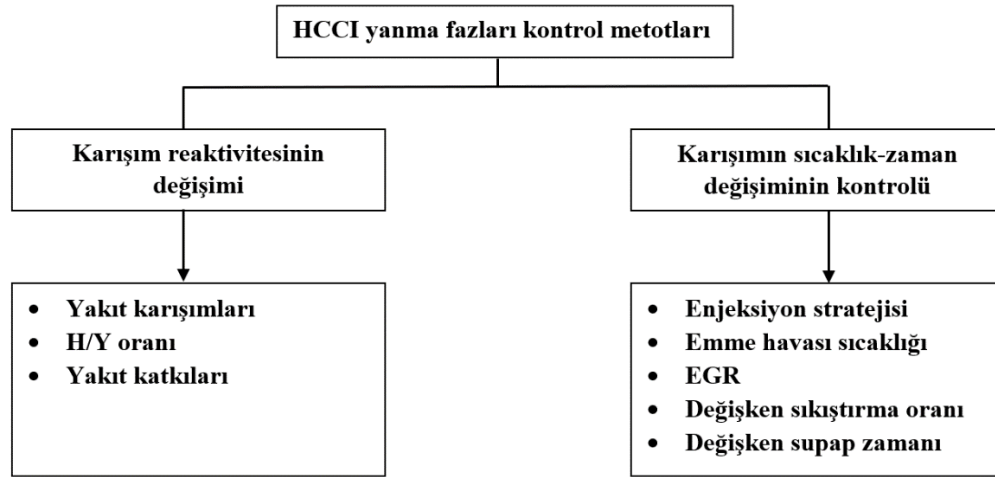 HCCI yanma fazları kontrol metotları
Karışım reaktivitesinin
değişimi
Karışımın sıcaklık-zaman
değişiminin kontrolü
• Yakıt karışımları
• H/Y oranı
• Yakıt katkıları
• Enjeksiyon stratejisi
• Emme havası sıcaklığı
• EGR
• Değişken sıkıştırma oranı
• Değişken supap zamanı